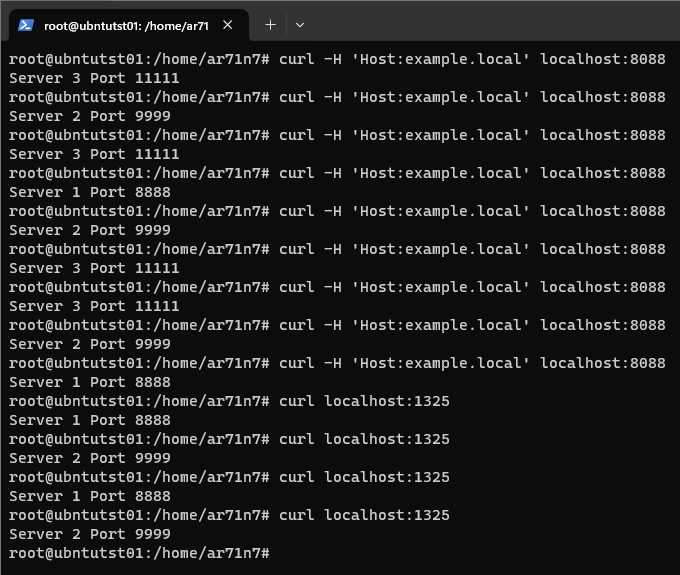 root@ubntutst01: /home/ar71
root@ubntutst01:/home/ar71n7# curl -H 'Host:example.local' localhost:8088
Server 3 Port 11111
root@ubntutst01:/home/ar71n7# curl -H 'Host:example.local' localhost:8088
Server 2 Port 9999
root@ubntutst01:/home/ar71n7# curl -H 'Host:example.local' localhost:8088
Server 3 Port 11111
root@ubntutst01:/home/ar71n7# curl -H 'Host:example.local' localhost:8088
Server 1 Port 8888
root@ubntutst01:/home/ar71n7# curl -H 'Host:example.local' localhost:8088
Server 2 Port 9999
root@ubntutst01:/home/ar71n7# curl -H 'Host:example.local' localhost:8088
Server 3 Port 11111
root@ubntutst01:/home/ar71n7# curl -H 'Host:example.local' localhost:8088
Server 3 Port 11111
root@ubntutst01:/home/ar71n7# curl -H 'Host:example.local' localhost:8088
Server 2 Port 9999
root@ubntutst01:/home/ar71n7# curl -H 'Host:example.local' localhost:8088
Server 1 Port 8888
root@ubntutst01:/home/ar71n7# curl localhost:1325
Server 1 Port 8888
root@ubntutst01:/home/ar71n7# curl localhost:1325
Server 2 Port 9999
root@ubntutst01:/home/ar71n7# curl localhost:1325
Server 1 Port 8888
root@ubntutst01:/home/ar71n7# curl localhost:1325
Server 2 Port 9999
root@ubntutst01:/home/ar71n7#